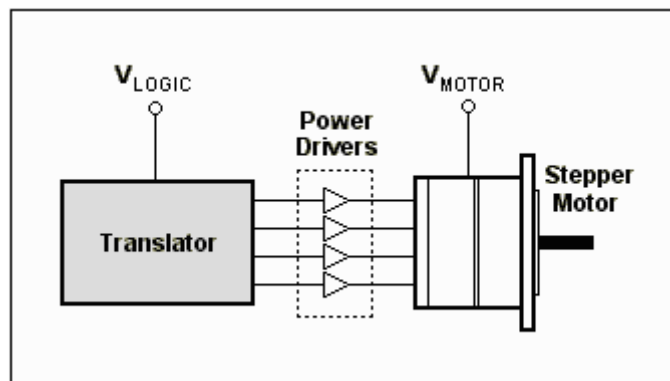 VLOGIC
VMOTOR
Power
Drivers
Stepper
Motor
Translator